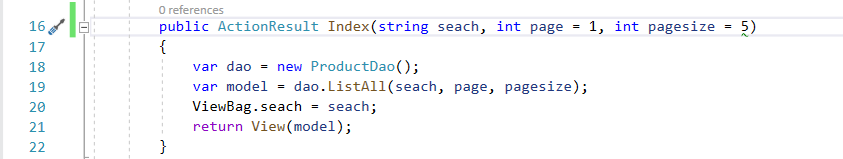 0 references
16 public ActionResult Index(string seach, int page = 1, int pagesize = 5)
17 {
18 var dao = new ProductDao();
19 var model = dao.ListAll(seach, page, pagesize);
20 ViewBag.seach = seach;
21 return View(model);
22 }